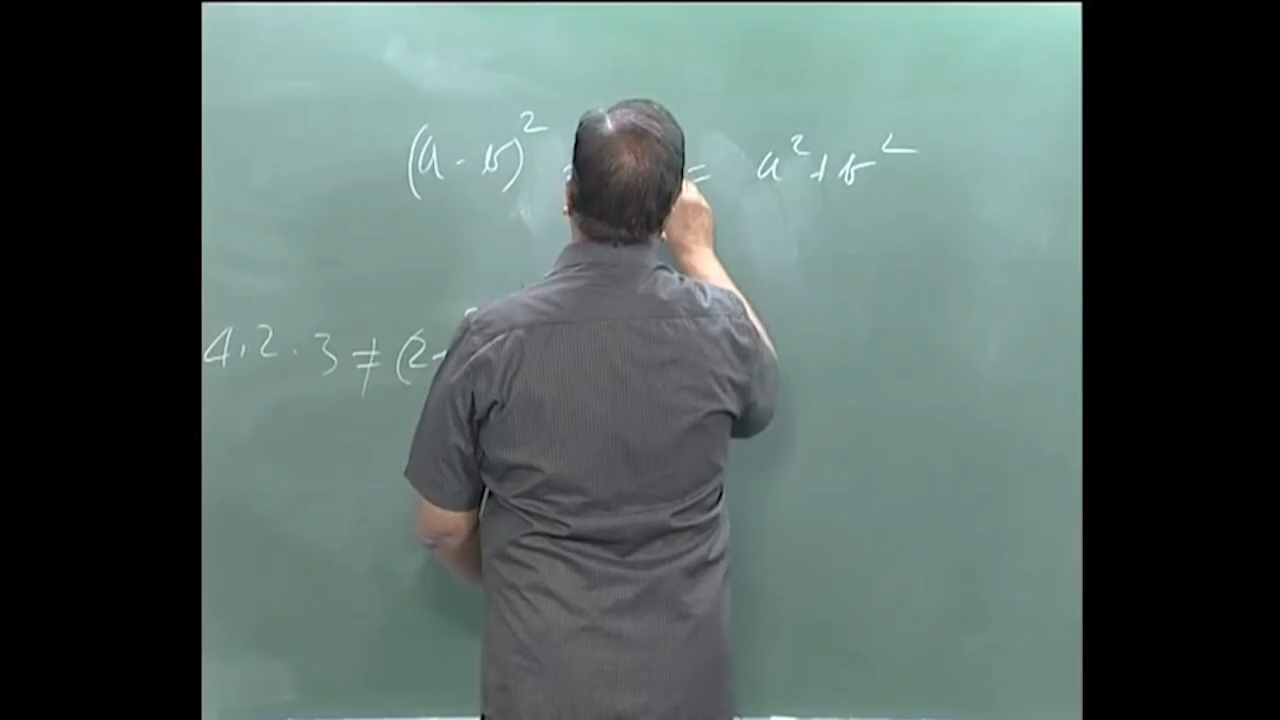 (a - b)² = a² + b²
4.2.3 ≠ (2